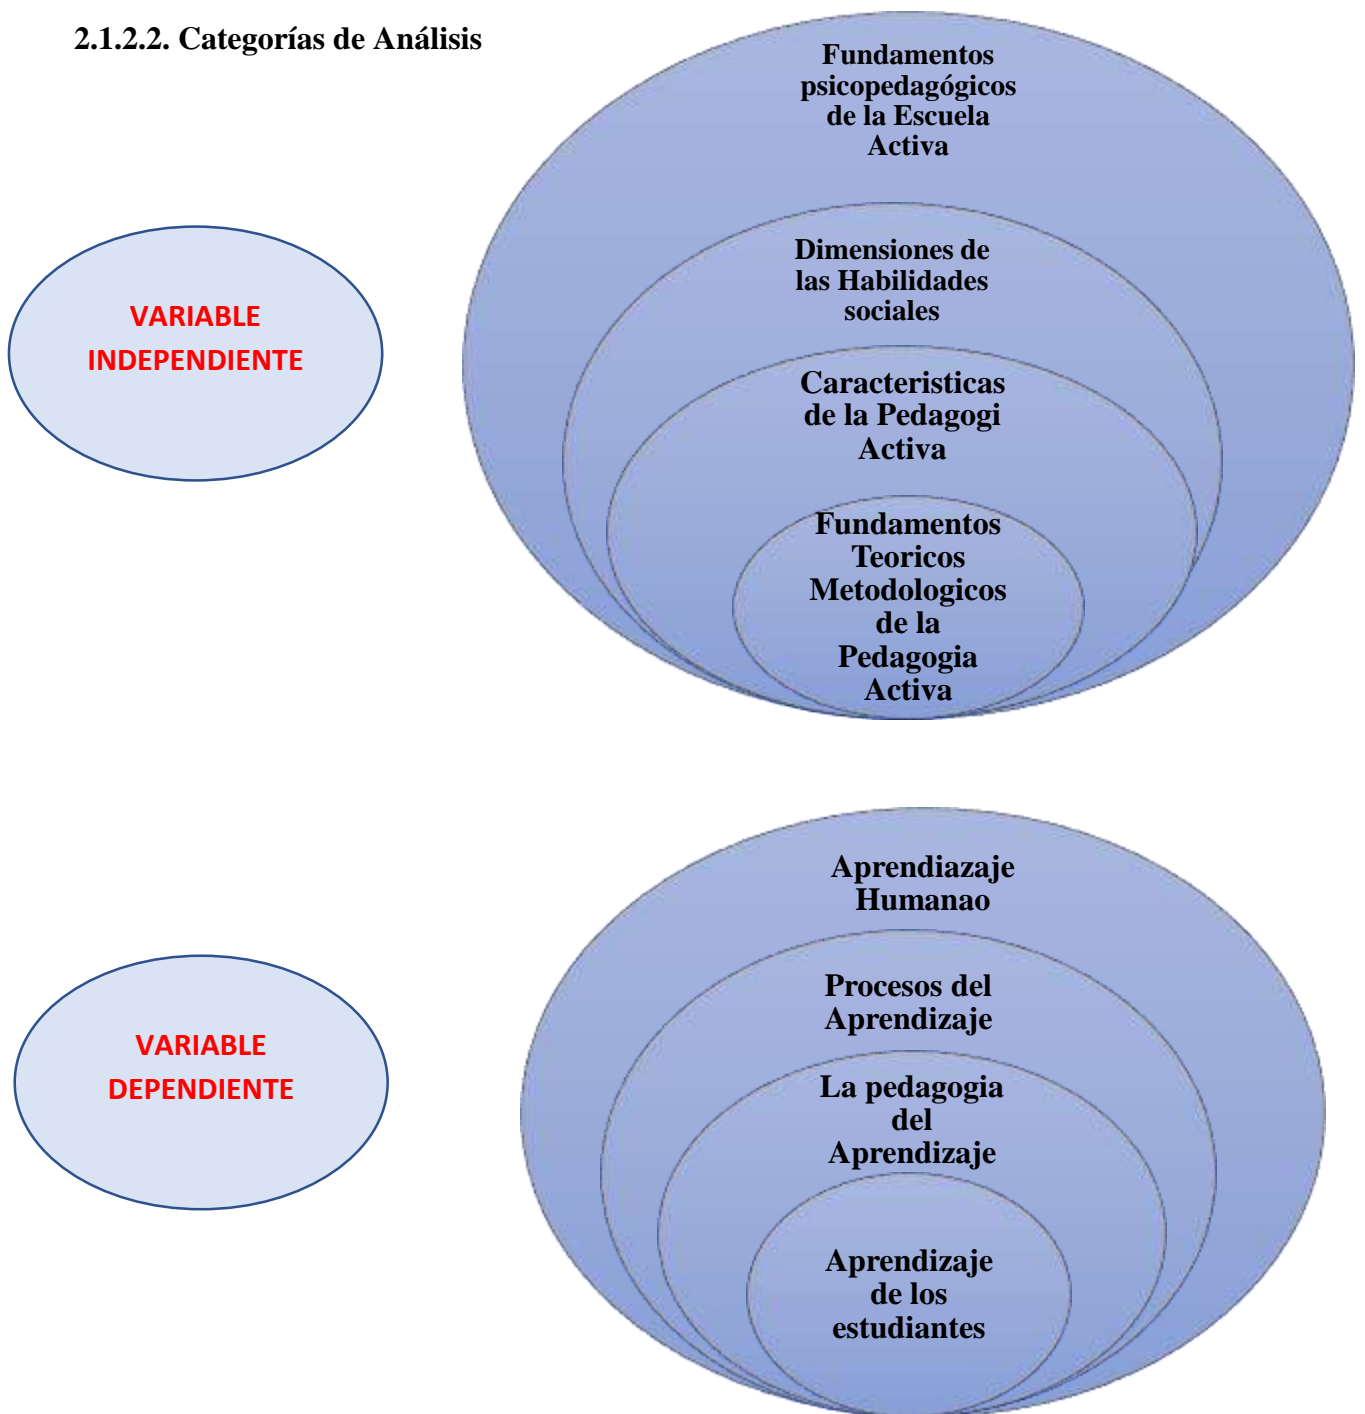 2.1.2.2. Categorías de Análisis
Fundamentos
psicopedagógicos
de la Escuela
Activa
Dimensiones de
las Habilidades
sociales
VARIABLE
INDEPENDIENTE
Caracteristicas
de la Pedagogi
Activa
Fundamentos
Teoricos
Metodologicos
de la
Pedagogia
Activa
Aprendiazaje
Humanao
Procesos del
Aprendizaje
VARIABLE
DEPENDIENTE
La pedagogia
del
Aprendizaje
Aprendizaje
de los
estudiantes